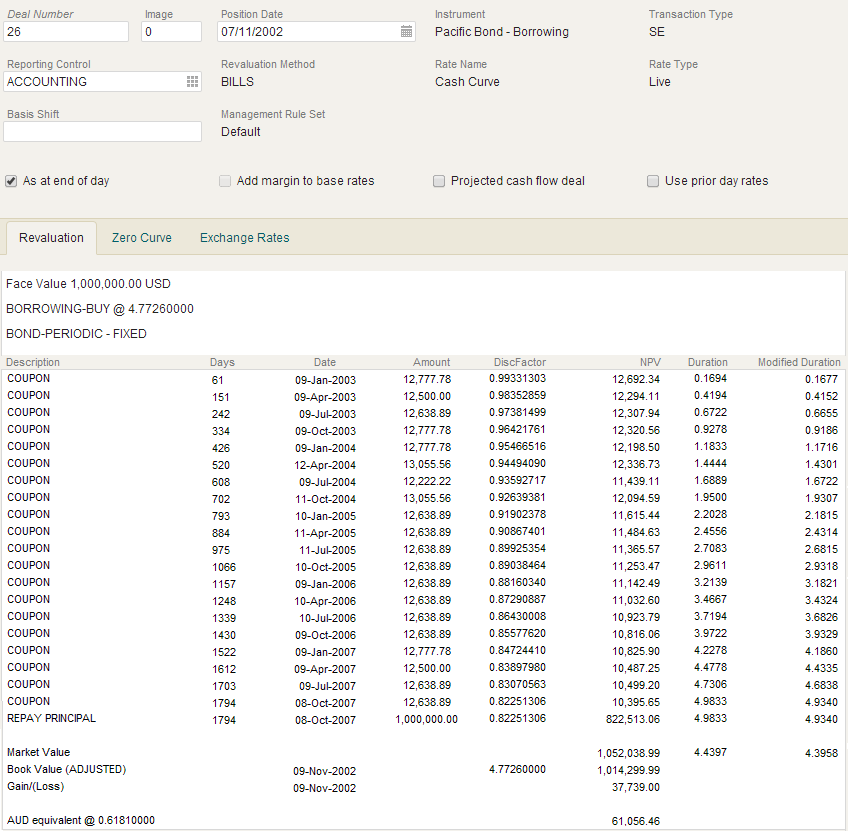 Deal Number Image Position Date Instrument Transaction Type
26 0 07/11/2002 Pacific Bond - Borrowing SE
Reporting Control Revaluation Method Rate Name Rate Type
ACCOUNTING BILLS Cash Curve Live
Basis Shift Management Rule Set
Default
As at end of day Add margin to base rates Projected cash flow deal Use prior day rates
Revaluation Zero Curve Exchange Rates
Face Value 1,000,000.00 USD
BORROWING-BUY @ 4.77260000
BOND-PERIODIC - FIXED
Description Days Date Amount DiscFactor NPV Duration Modified Duration
COUPON 61 09-Jan-2003 12,777.78 0.99331303 12,692.34 0.1694 0.1677
COUPON 151 09-Apr-2003 12,500.00 0.98352859 12,294.11 0.4194 0.4152
COUPON 242 09-Jul-2003 12,638.89 0.97381499 12,307.94 0.6722 0.6655
COUPON 334 09-Oct-2003 12,777.78 0.96421761 12,320.56 0.9278 0.9186
COUPON 426 09-Jan-2004 12,777.78 0.95466516 12,198.50 1.1833 1.1716
COUPON 520 12-Apr-2004 13,055.56 0.94494090 12,336.73 1.4444 1.4301
COUPON 608 09-Jul-2004 12,222.22 0.93592717 11,439.11 1.6889 1.6722
COUPON 702 11-Oct-2004 13,055.56 0.92639381 12,094.59 1.9500 1.9307
COUPON 793 10-Jan-2005 12,638.89 0.91902378 11,615.44 2.2028 2.1815
COUPON 884 11-Apr-2005 12,638.89 0.90867401 11,484.63 2.4556 2.4314
COUPON 975 11-Jul-2005 12,638.89 0.89925354 11,365.57 2.7083 2.6815
COUPON 1066 10-Oct-2005 12,638.89 0.89038464 11,253.47 2.9611 2.9318
COUPON 1157 09-Jan-2006 12,638.89 0.88160340 11,142.49 3.2139 3.1821
COUPON 1248 10-Apr-2006 12,638.89 0.87290887 11,032.60 3.4667 3.4324
COUPON 1339 10-Jul-2006 12,638.89 0.86430008 10,923.79 3.7194 3.6826
COUPON 1430 09-Oct-2006 12,638.89 0.85577620 10,816.06 3.9722 3.9329
COUPON 1522 09-Jan-2007 12,777.78 0.84724410 10,825.90 4.2278 4.1860
COUPON 1612 09-Apr-2007 12,500.00 0.83897980 10,487.25 4.4778 4.4335
COUPON 1703 09-Jul-2007 12,638.89 0.83070563 10,499.20 4.7306 4.6838
COUPON 1794 08-Oct-2007 12,638.89 0.82251306 10,395.65 4.9833 4.9340
REPAY PRINCIPAL 1794 08-Oct-2007 1,000,000.00 0.82251306 822,513.06 4.9833 4.9340
Market Value 1,052,038.99 4.4397 4.3958
Book Value (ADJUSTED) 09-Nov-2002 4.77260000 1,014,299.99
Gain/(Loss) 09-Nov-2002 37,739.00
AUD equivalent @ 0.61810000 61,056.46